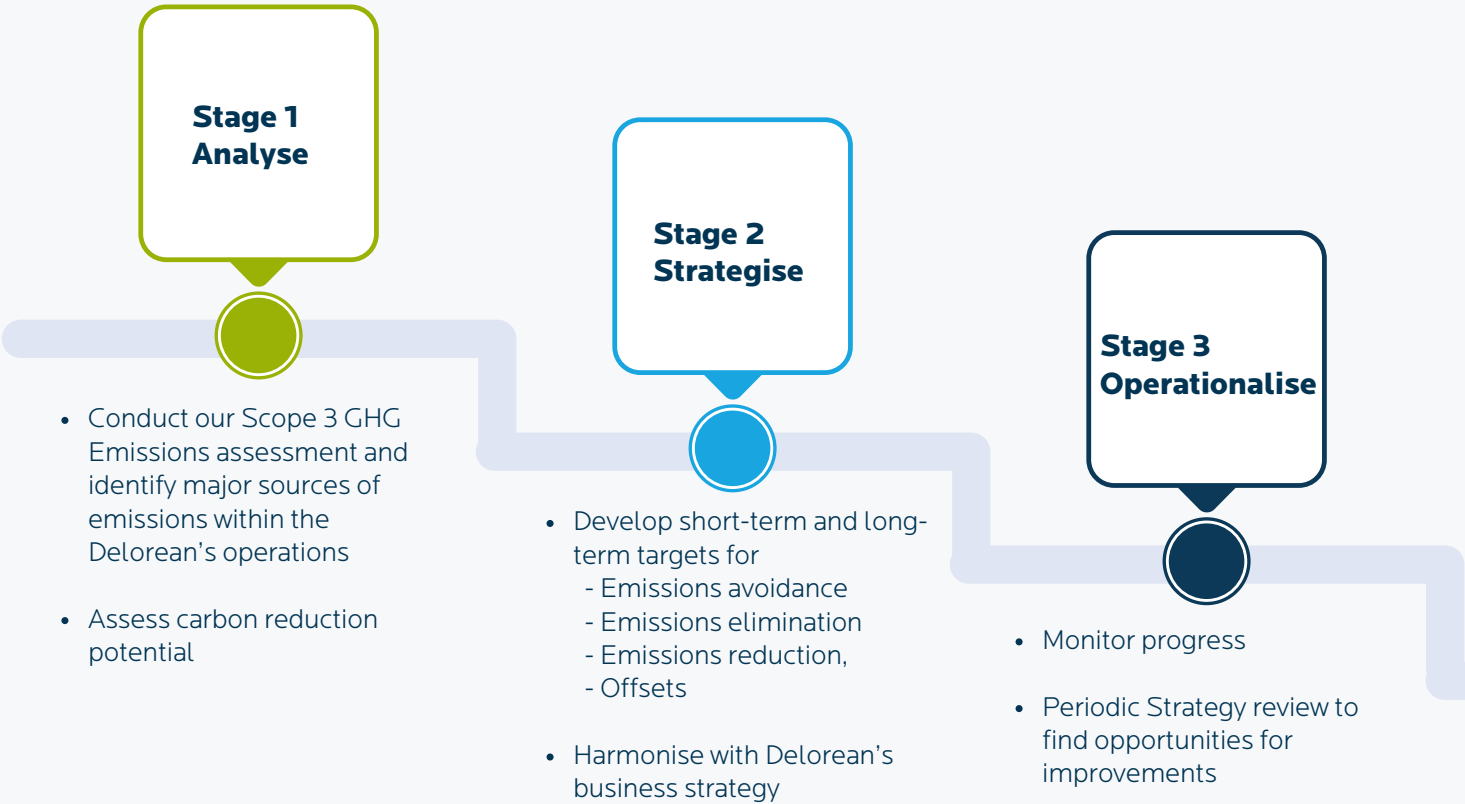 Stage 1
Analyse
• Conduct our Scope 3 GHG
Emissions assessment and
identify major sources of
emissions within the
Delorean’s operations
• Assess carbon reduction
potential
Stage 2
Strategise
• Develop short-term and long-
term targets for
- Emissions avoidance
- Emissions elimination
- Emissions reduction,
- Offsets
• Harmonise with Delorean’s
business strategy
Stage 3
Operationalise
• Monitor progress
• Periodic Strategy review to
find opportunities for
improvements